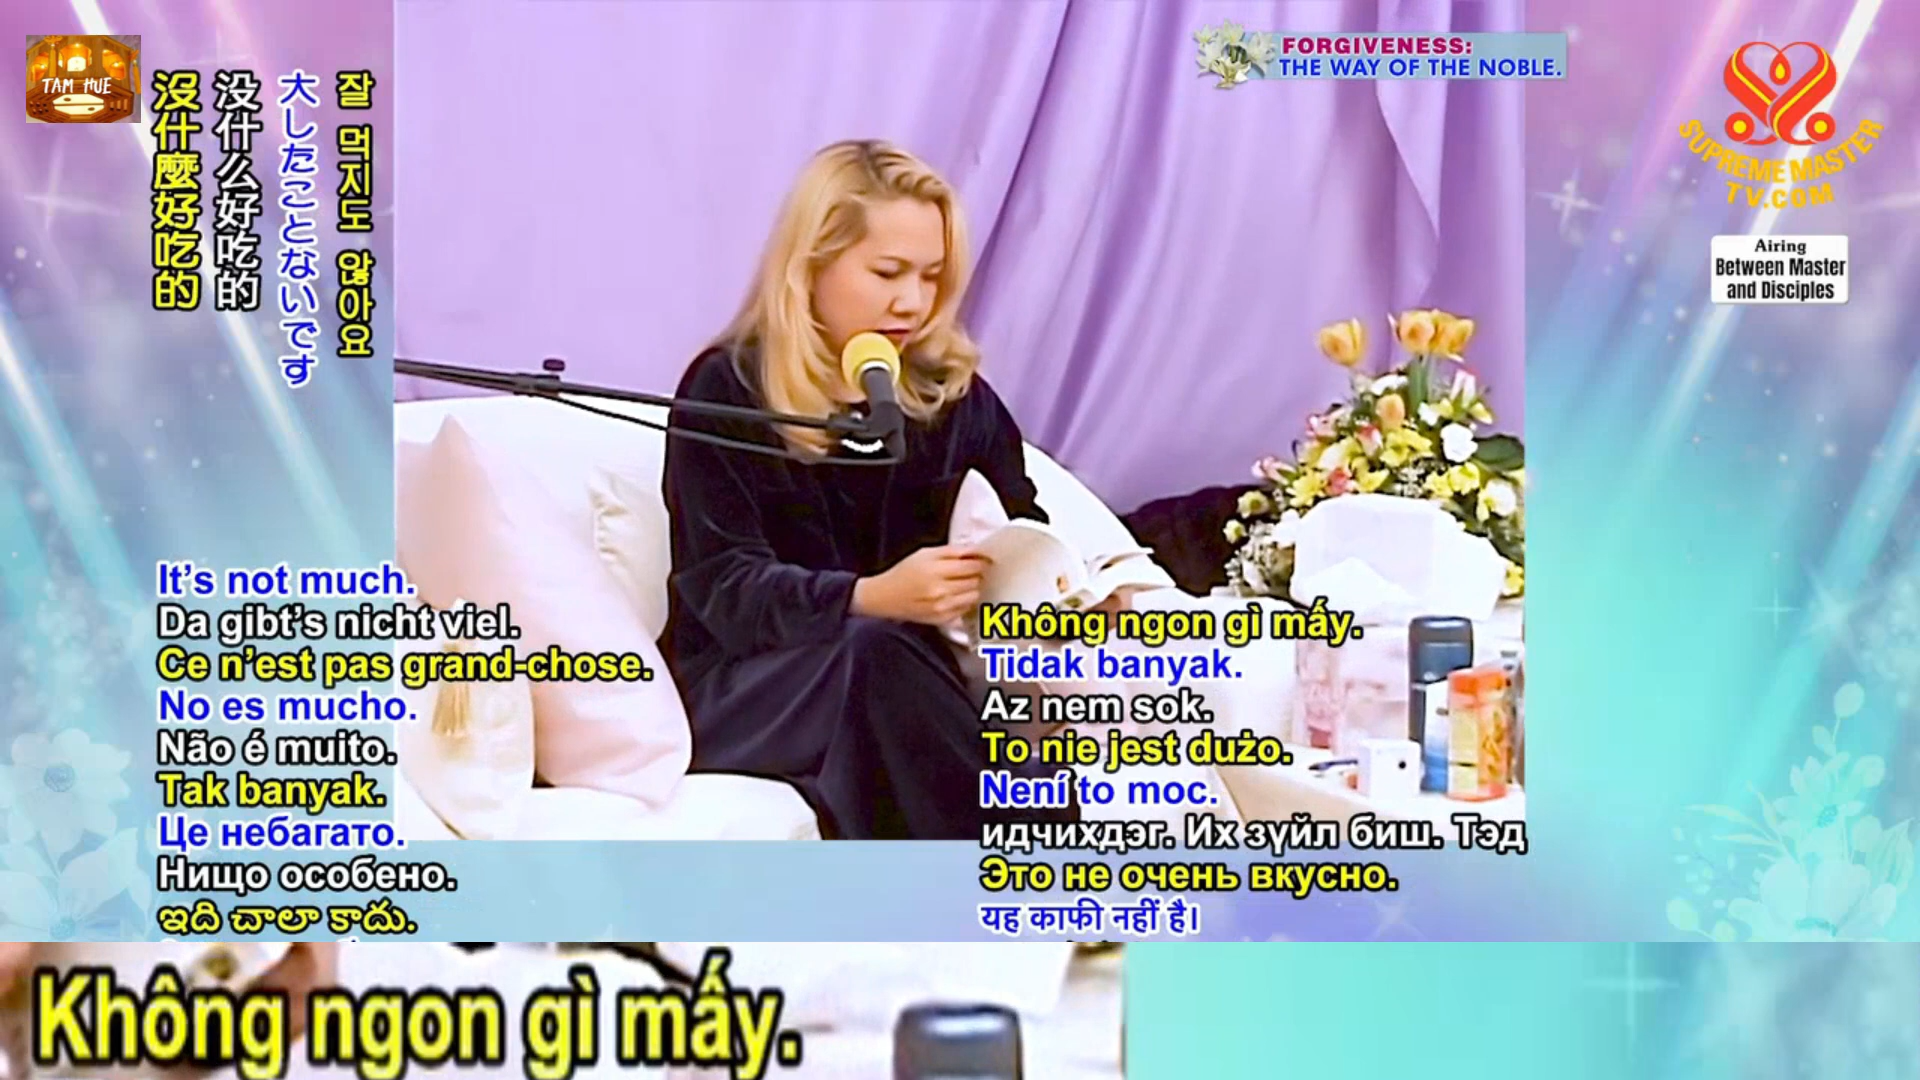 TAM HUE
沒什麼好吃的
没什么好吃的
大したことないです
잘 먹지도 않아요
FORGIVENESS:
THE WAY OF THE NOBLE.
SUPREME MASTER
TV.COM
Airing
Between Master
and Disciples
It's not much.
Da gibt's nicht viel.
Ce n'est pas grand-chose.
No es mucho.
Não é muito.
Tak banyak.
Це небагато.
Нищо особено.
ఇది చాలా కాదు.
Không ngon gì mấy.
Tidak banyak.
Az nem sok.
To nie jest dużo.
Není to moc.
идчихдэг. Их зүйл биш. Тэд
Это не очень вкусно.
यह काफी नहीं है।
Không ngon gì mấy.